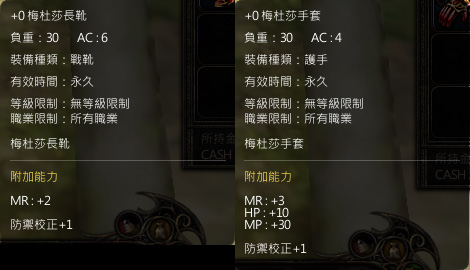 +0 梅杜莎長靴
負重：30 AC : 6
裝備種類：戰靴
有效時間：永久
等級限制：無等級限制
職業限制：所有職業
梅杜莎長靴
附加能力
MR : +2
防禦校正+1
+0 梅杜莎手套
負重：30 AC : 4
裝備種類：護手
有效時間：永久
等級限制：無等級限制
職業限制：所有職業
梅杜莎手套
附加能力
MR : +3
HP : +10
MP : +30
防禦校正+1
所持金
CASH
所持
CASH